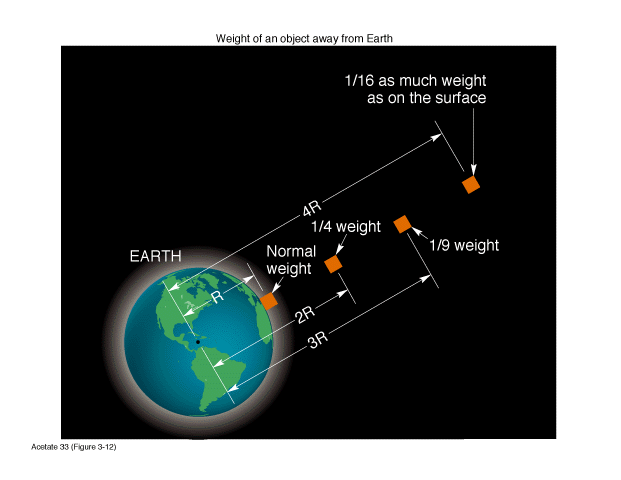 Weight of an object away from Earth
1/16 as much weight
as on the surface
4R
1/4 weight
1/9 weight
EARTH
Normal
weight
R
2R
3R
Acetate 33 (Figure 3-12)